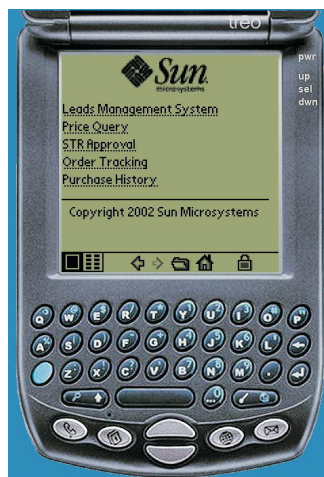 treo
pwr
up
sel
dwn
Sun
microsystems
Leads Management System
Price Query
STR Approval
Order Tracking
Purchase History
Copyright 2002 Sun Microsystems
Q W E R T Y U I O P
A S D F G H J K L
Z X C V B N M .